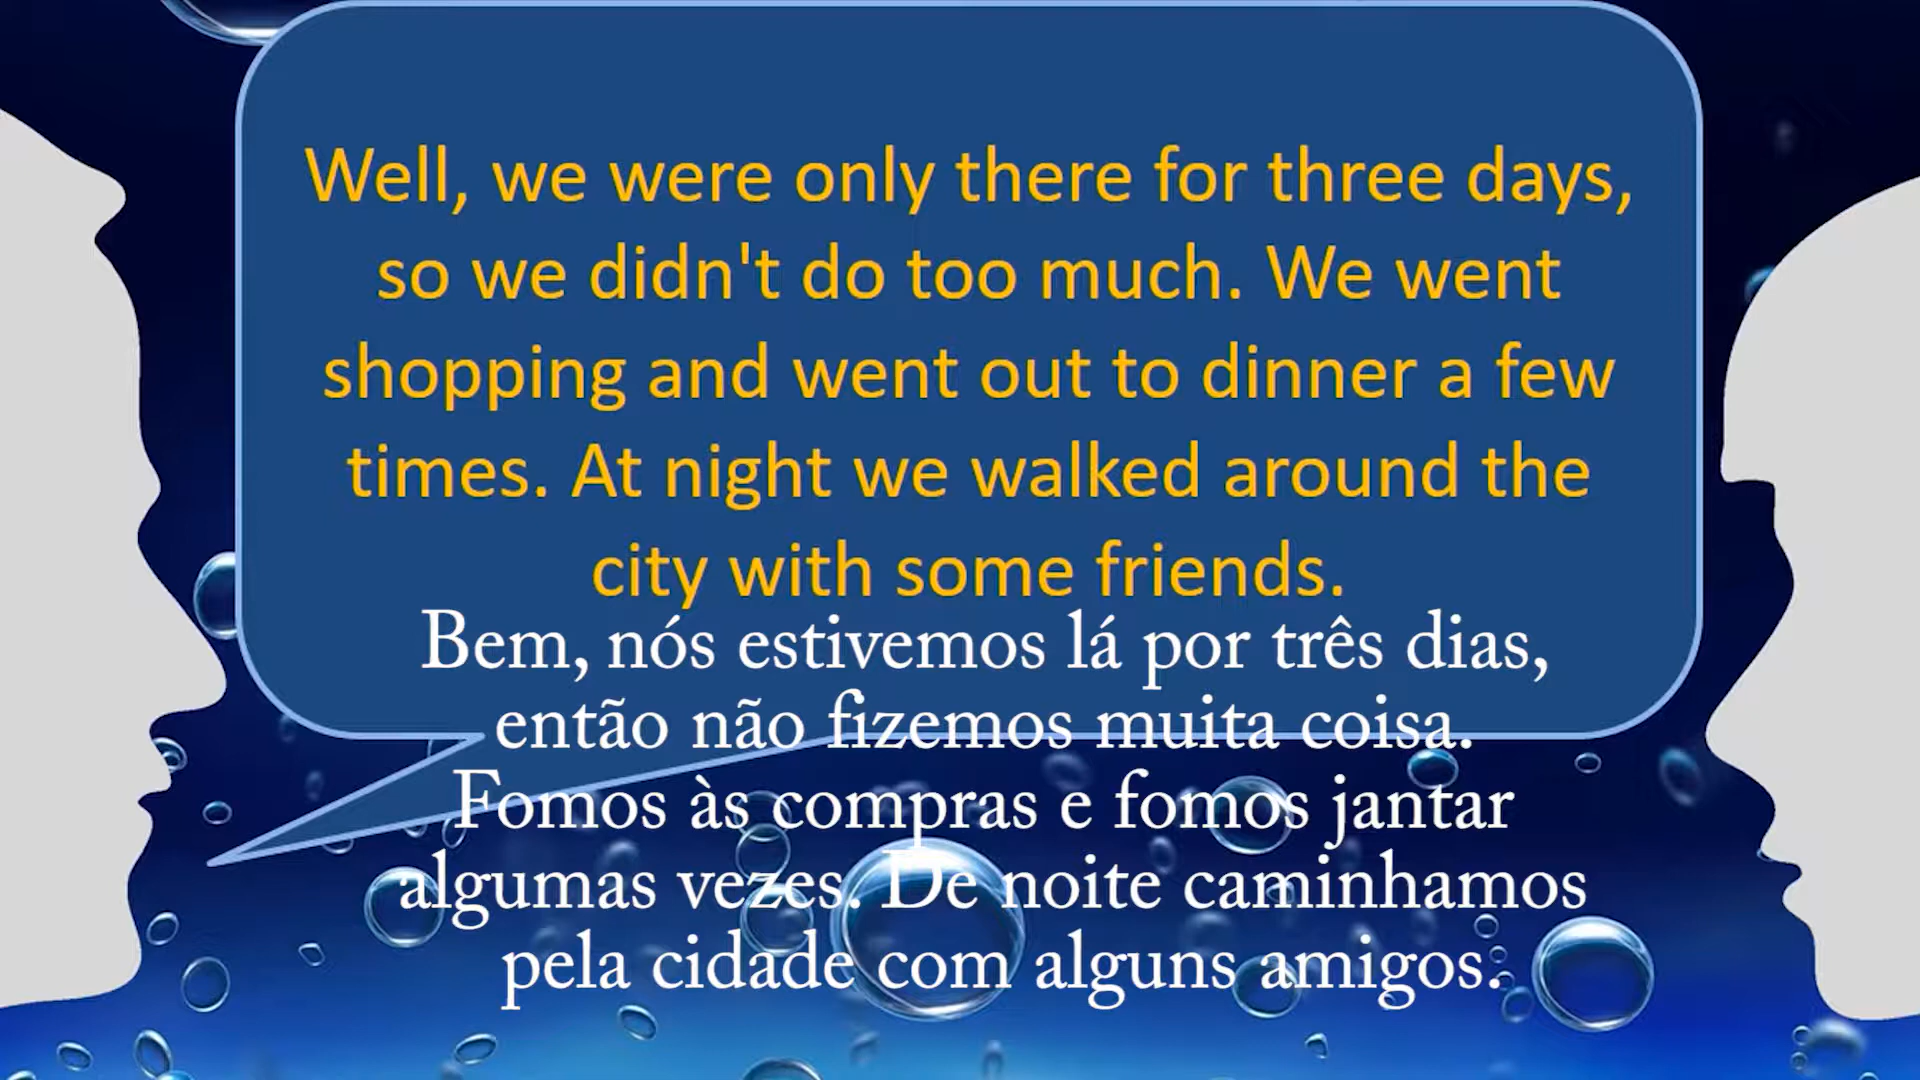 Well, we were only there for three days,
so we didn't do too much. We went
shopping and went out to dinner a few
times. At night we walked around the
city with some friends.
Bem, nós estivemos lá por três dias,
então não fizemos muita coisa.
Fomos às compras e fomos jantar
algumas vezes. De noite caminhamos
pela cidade com alguns amigos.